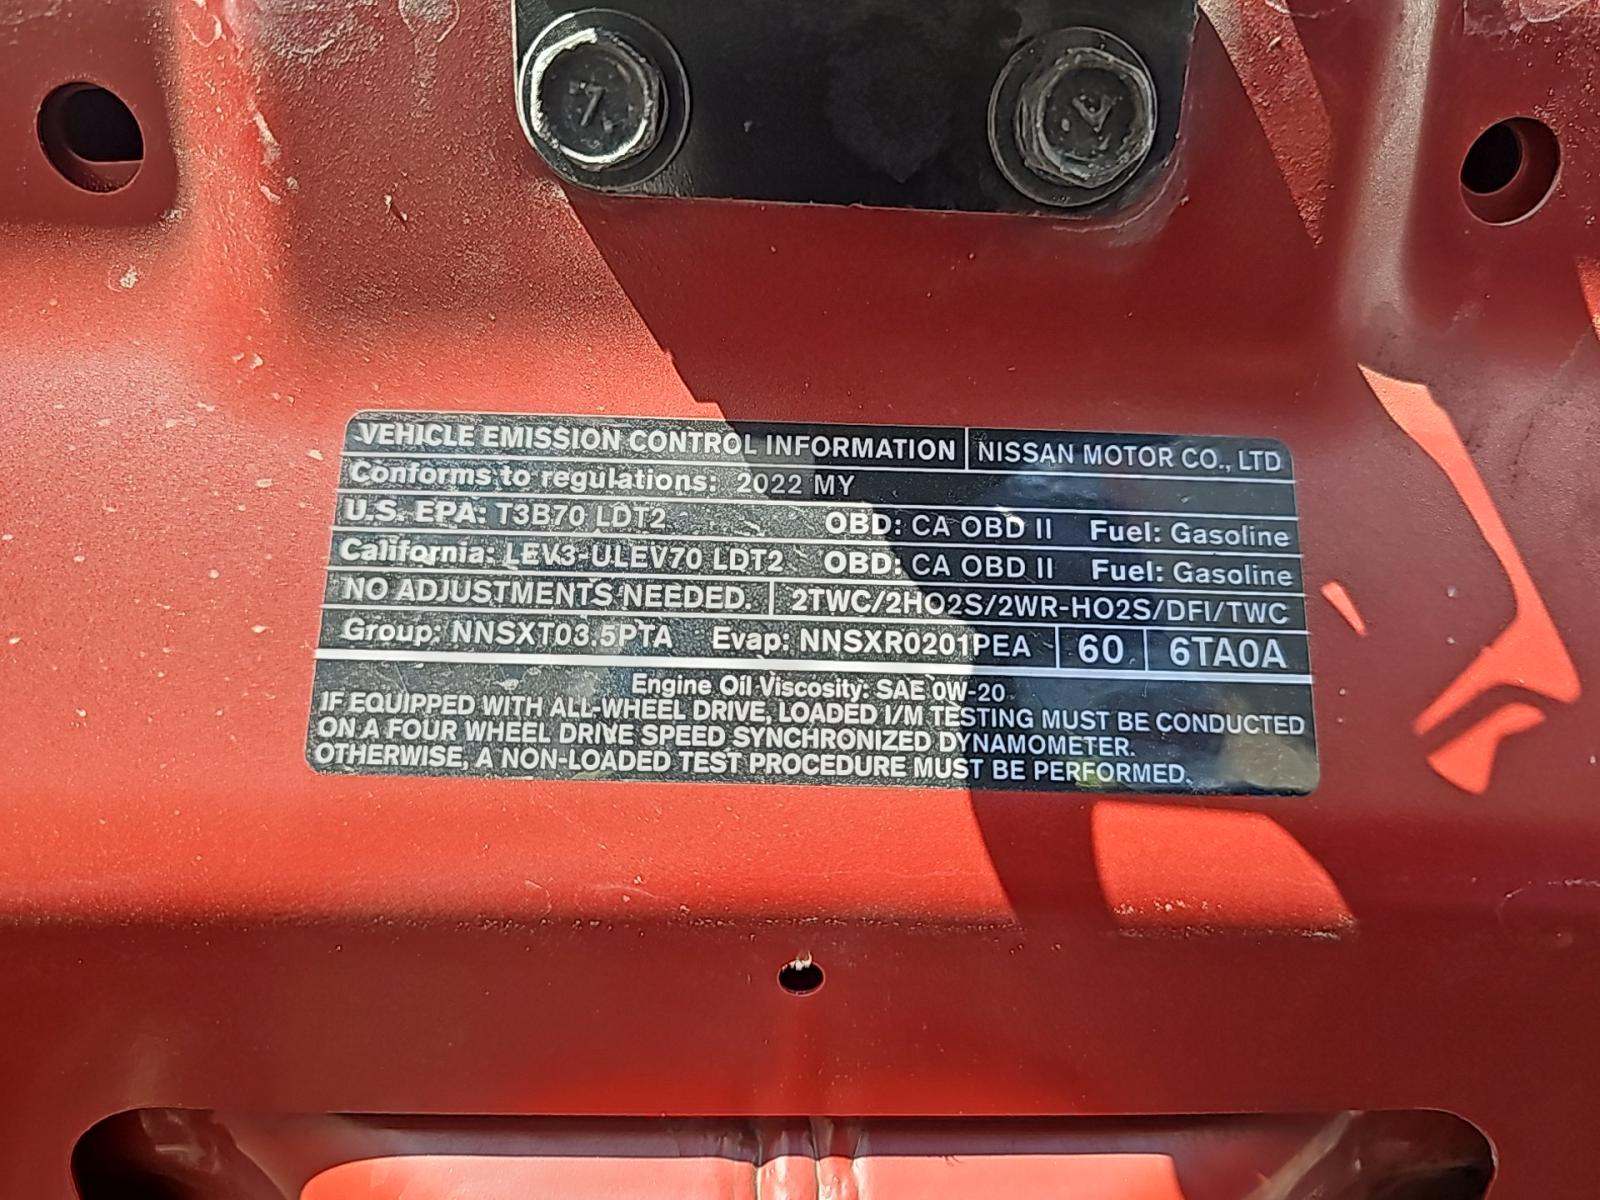 VEHICLE EMISSION CONTROL INFORMATION NISSAN MOTOR CO., LTD
Conforms to regulations: 2022 MY
U.S. EPA: T3B70 LDT2 OBD: CA OBD II Fuel: Gasoline
California: LEV3-ULEV70 LDT2 OBD: CA OBD II Fuel: Gasoline
NO ADJUSTMENTS NEEDED. 2TWC/2HO2S/2WR-HO2S/DFI/TWC
Group: NNSXT03.5PTA Evap: NNSXR0201PEA 60 6TA0A
Engine Oil Viscosity: SAE 0W-20
IF EQUIPPED WITH ALL-WHEEL DRIVE, LOADED I/M TESTING MUST BE CONDUCTED
ON A FOUR WHEEL DRIVE SPEED SYNCHRONIZED DYNAMOMETER.
OTHERWISE, A NON-LOADED TEST PROCEDURE MUST BE PERFORMED.